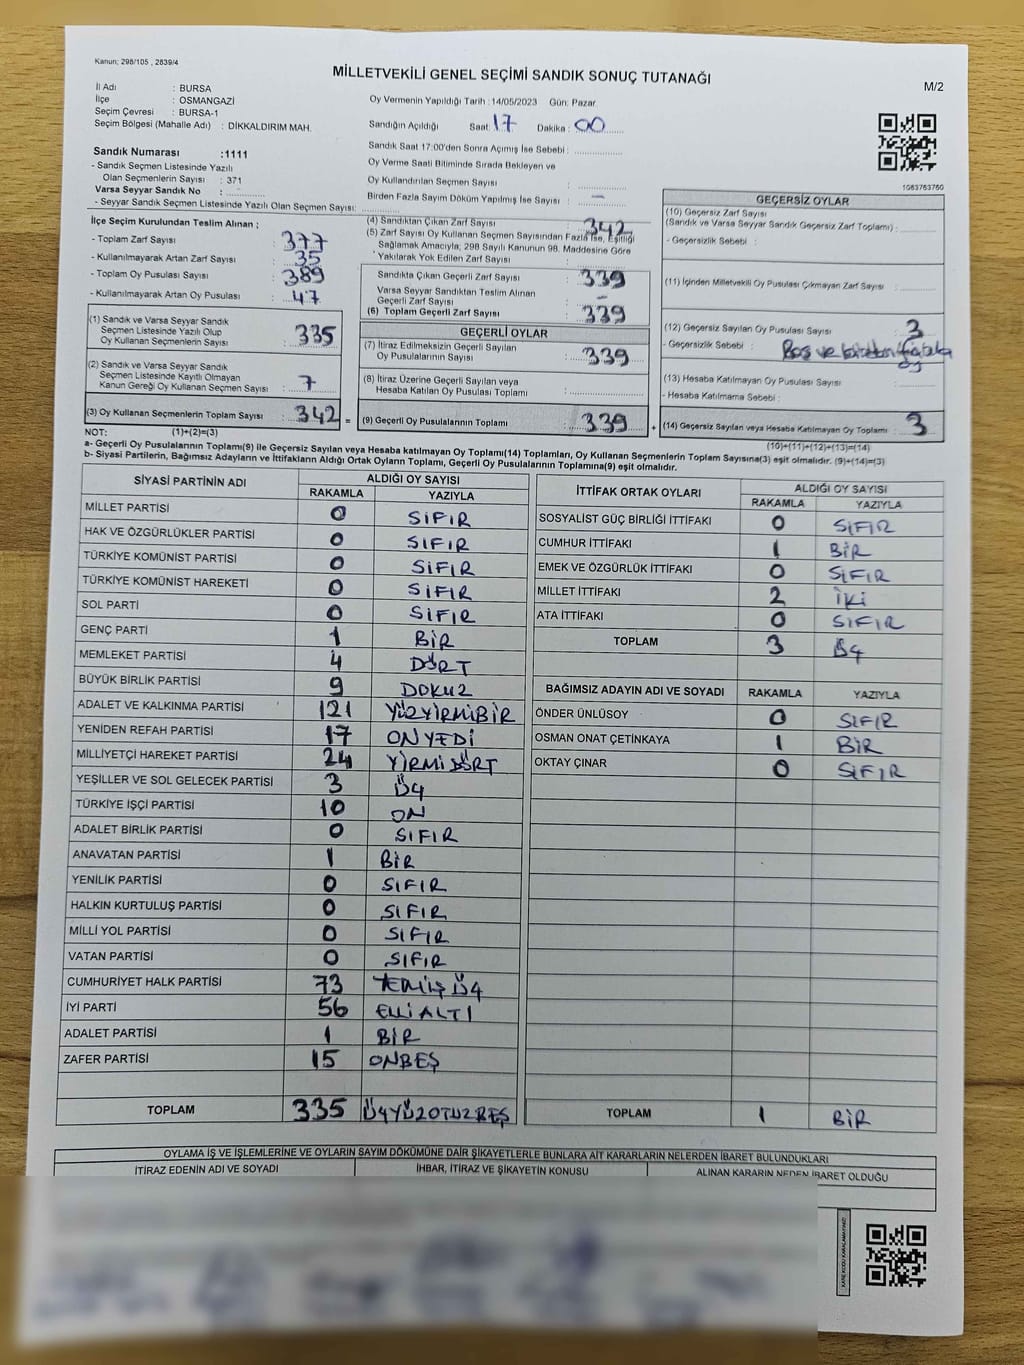 Kanun; 298/105 , 2839/4
MİLLETVEKİLİ GENEL SEÇİMİ SANDIK SONUÇ TUTANAĞI
M/2
İl Adı : BURSA
İlçe : OSMANGAZİ
Seçim Çevresi : BURSA-1
Seçim Bölgesi (Mahalle Adı) : DİKKALDIRIM MAH.
Sandık Numarası :1111
- Sandık Seçmen Listesinde Yazılı
Olan Seçmenlerin Sayısı : 371
Varsa Seyyar Sandık No :
- Seyyar Sandık Seçmen Listesinde Yazılı Olan Seçmen Sayısı:
Oy Vermenin Yapıldığı Tarih :14/05/2023 Gün: Pazar
Sandığın Açıldığı Saat: 17 Dakika : 00
Sandık Saat 17:00'den Sonra Açımış İse Sebebi :
Oy Verme Saati Bitiminde Sırada Bekleyen ve
Oy Kullandırılan Seçmen Sayısı :
Birden Fazla Sayım Döküm Yapılmış İse Sayısı : —
1083763760
İlçe Seçim Kurulundan Teslim Alınan ;
- Toplam Zarf Sayısı : 377
- Kullanılmayarak Artan Zarf Sayısı : 35
- Toplam Oy Pusulası Sayısı : 389
- Kullanılmayarak Artan Oy Pusulası : 47
(1) Sandık ve Varsa Seyyar Sandık
Seçmen Listesinde Yazılı Olup
Oy Kullanan Seçmenlerin Sayısı : 335
(2) Sandık ve Varsa Seyyar Sandık
Seçmen Listesinde Kayıtlı Olmayan
Kanun Gereği Oy Kullanan Seçmen Sayısı : 7
(3) Oy Kullanan Seçmenlerin Toplam Sayısı : 342 =
(4) Sandıktan Çıkan Zarf Sayısı : 342
(5) Zarf Sayısı Oy Kullanan Seçmen Sayısından Fazla İse, Eşitliği
Sağlamak Amacıyla; 298 Sayılı Kanunun 98. Maddesine Göre
Yakılarak Yok Edilen Zarf Sayısı :
Sandıkta Çıkan Geçerli Zarf Sayısı : 339
Varsa Seyyar Sandıktan Teslim Alınan
Geçerli Zarf Sayısı : —
(6) Toplam Geçerli Zarf Sayısı : 339
GEÇERLİ OYLAR
(7) İtiraz Edilmeksizin Geçerli Sayılan
Oy Pusulalarının Sayısı : 339
(8) İtiraz Üzerine Geçerli Sayılan veya
Hesaba Katılan Oy Pusulaları Toplamı :
(9) Geçerli Oy Pusulalarının Toplamı : 339 +
GEÇERSİZ OYLAR
(10) Geçersiz Zarf Sayısı
(Sandık ve Varsa Seyyar Sandık Geçersiz Zarf Toplamı) :
- Geçersizlik Sebebi :
(11) İçinden Milletvekili Oy Pusulası Çıkmayan Zarf Sayısı :
(12) Geçersiz Sayılan Oy Pusulası Sayısı : 3
- Geçersizlik Sebebi : Boş ve birden fazla
oy
(13) Hesaba Katılmayan Oy Pusulası Sayısı :
- Hesaba Katılmama Sebebi :
(14) Geçersiz Sayılan veya Hesaba Katılmayan Oy Toplamı : 3
NOT: (1)+(2)=(3)
(10)+(11)+(12)+(13)=(14)
a- Geçerli Oy Pusulalarının Toplamı(9) ile Geçersiz Sayılan veya Hesaba katılmayan Oy Toplamı(14) Toplamları, Oy Kullanan Seçmenlerin Toplam Sayısına(3) eşit olmalıdır. (9)+(14)=(3)
b- Siyasi Partilerin, Bağımsız Adayların ve İttifakların Aldığı Ortak Oyların Toplamı, Geçerli Oy Pusulalarının Toplamına(9) eşit olmalıdır.
SİYASİ PARTİNİN ADI ALDIĞI OY SAYISI
RAKAMLA YAZIYLA
MİLLET PARTİSİ 0 SIFIR
HAK VE ÖZGÜRLÜKLER PARTİSİ 0 SIFIR
TÜRKİYE KOMÜNİST PARTİSİ 0 SIFIR
TÜRKİYE KOMÜNİST HAREKETİ 0 SIFIR
SOL PARTİ 0 SIFIR
GENÇ PARTİ 1 BİR
MEMLEKET PARTİSİ 4 DÖRT
BÜYÜK BİRLİK PARTİSİ 9 DOKUZ
ADALET VE KALKINMA PARTİSİ 121 YÜZYİRMİBİR
YENİDEN REFAH PARTİSİ 17 ONYEDİ
MİLLİYETÇİ HAREKET PARTİSİ 24 YİRMİDÖRT
YEŞİLLER VE SOL GELECEK PARTİSİ 3 ÜÇ
TÜRKİYE İŞÇİ PARTİSİ 10 ON
ADALET BİRLİK PARTİSİ 0 SIFIR
ANAVATAN PARTİSİ 1 BİR
YENİLİK PARTİSİ 0 SIFIR
HALKIN KURTULUŞ PARTİSİ 0 SIFIR
MİLLİ YOL PARTİSİ 0 SIFIR
VATAN PARTİSİ 0 SIFIR
CUMHURİYET HALK PARTİSİ 73 YETMİŞ ÜÇ
İYİ PARTİ 56 ELLİALTI
ADALET PARTİSİ 1 BİR
ZAFER PARTİSİ 15 ONBEŞ
TOPLAM 335 ÜÇYÜZOTUZBEŞ
İTTİFAK ORTAK OYLARI ALDIĞI OY SAYISI
RAKAMLA YAZIYLA
SOSYALİST GÜÇ BİRLİĞİ İTTİFAKI 0 SIFIR
CUMHUR İTTİFAKI 1 BİR
EMEK VE ÖZGÜRLÜK İTTİFAKI 0 SIFIR
MİLLET İTTİFAKI 2 İKİ
ATA İTTİFAKI 0 SIFIR
TOPLAM 3 ÜÇ
BAĞIMSIZ ADAYIN ADI VE SOYADI RAKAMLA YAZIYLA
ÖNDER ÜNLÜSOY 0 SIFIR
OSMAN ONAT ÇETİNKAYA 1 BİR
OKTAY ÇINAR 0 SIFIR
TOPLAM 1 BİR
OYLAMA İŞ VE İŞLEMLERİNE VE OYLARIN SAYIM DÖKÜMÜNE DAİR ŞİKAYETLERLE BUNLARA AİT KARARLARIN NELERDEN İBARET BULUNDUKLARI
İTİRAZ EDENİN ADI VE SOYADI İHBAR, İTİRAZ VE ŞİKAYETİN KONUSU ALINAN KARARIN NEDEN İBARET OLDUĞU